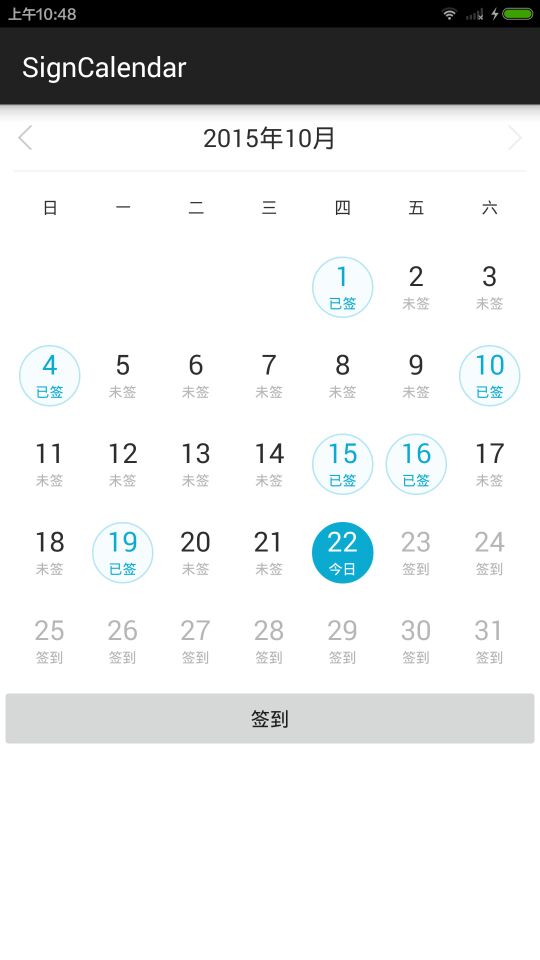 上午10:48
SignCalendar
2015年10月
日 一 二 三 四 五 六
1 2 3
已签 未签 未签
4 5 6 7 8 9 10
已签 未签 未签 未签 未签 未签 已签
11 12 13 14 15 16 17
未签 未签 未签 未签 已签 已签 未签
18 19 20 21 22 23 24
未签 已签 未签 未签 今日 签到 签到
25 26 27 28 29 30 31
签到 签到 签到 签到 签到 签到 签到
签到